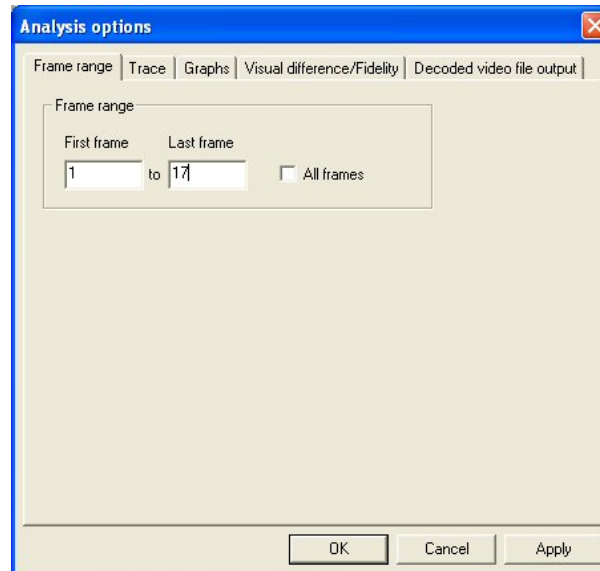 Analysis options
Frame range Trace Graphs Visual difference/Fidelity Decoded video file output
Frame range
First frame Last frame
1 to 17 All frames
OK Cancel Apply